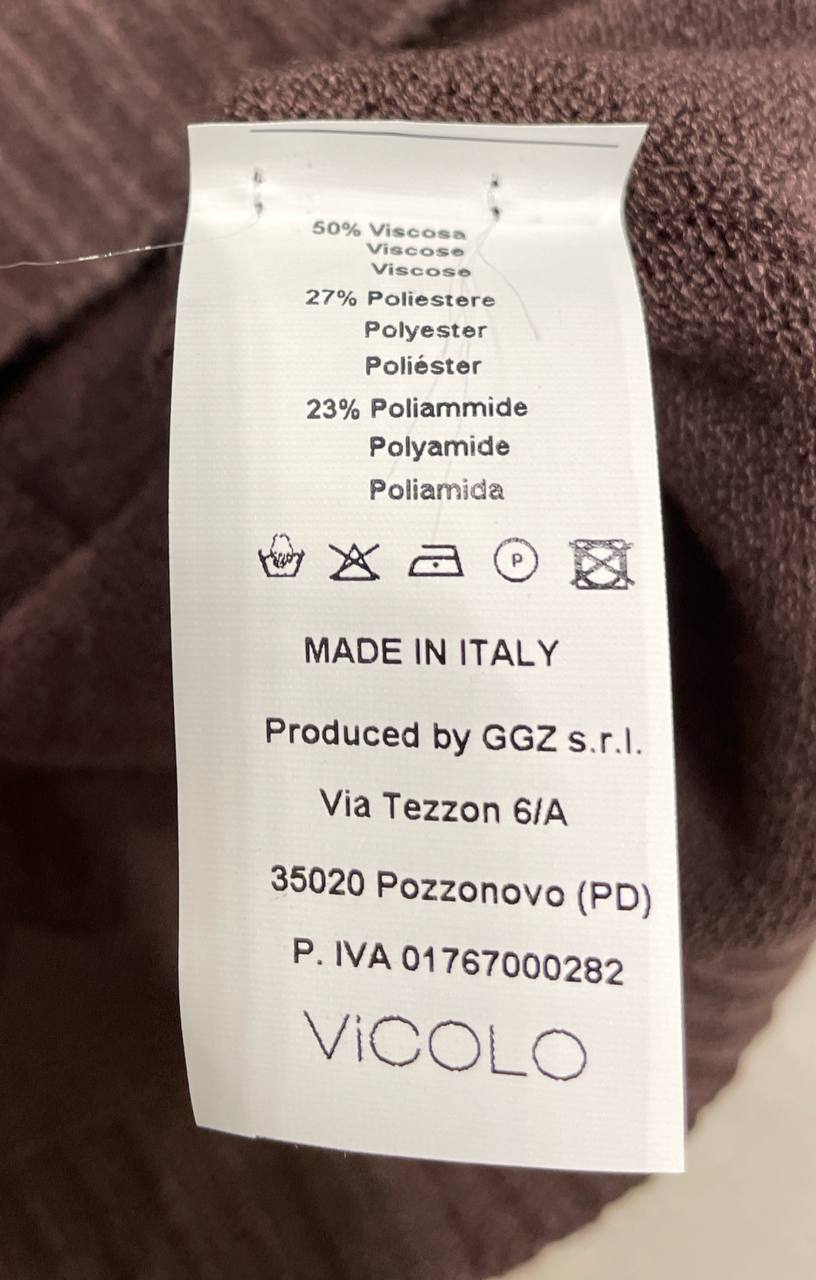 50% Viscosa
Viscose
Viscose
27% Poliestere
Polyester
Poliéster
23% Poliammide
Polyamide
Poliamida
P
MADE IN ITALY
Produced by GGZ s.r.l.
Via Tezzon 6/A
35020 Pozzonovo (PD)
P. IVA 01767000282
ViCOLO